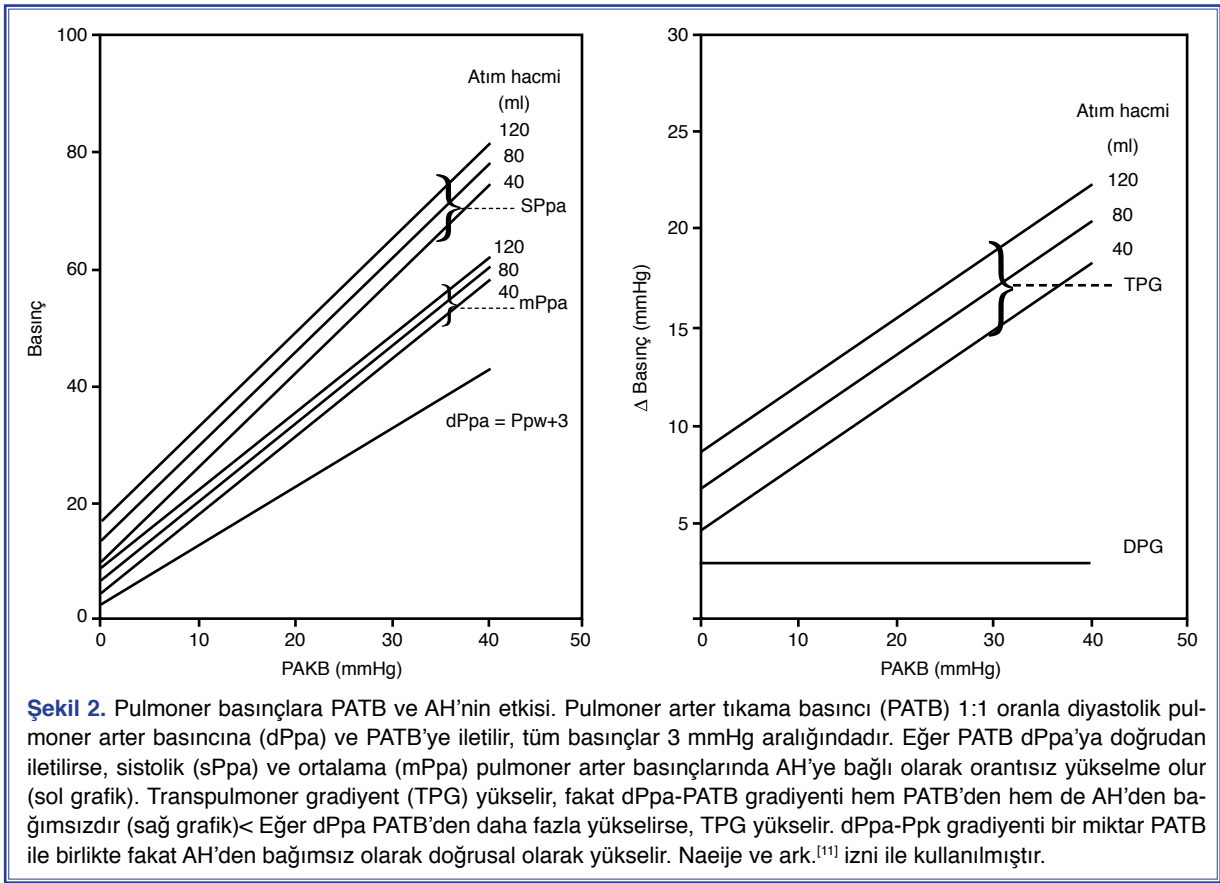 100
80
60
40
20
0
Basınç
0 10 20 30 40 50
PAKB (mmHg)
Atım hacmi
(ml)
120
80
40
SPpa
120
80
40
mPpa
dPpa = Ppw+3
30
25
20
15
10
5
Δ Basınç (mmHg)
0 10 20 30 40 50
PAKB (mmHg)
Atım hacmi
(ml)
120
80
40
TPG
DPG
Şekil 2. Pulmoner basınçlara PATB ve AH’nin etkisi. Pulmoner arter tıkama basıncı (PATB) 1:1 oranla diyastolik pul-
moner arter basıncına (dPpa) ve PATB’ye iletilir, tüm basınçlar 3 mmHg aralığındadır. Eğer PATB dPpa’ya doğrudan
iletilirse, sistolik (sPpa) ve ortalama (mPpa) pulmoner arter basınçlarında AH’ye bağlı olarak orantısız yükselme olur
(sol grafik). Transpulmoner gradiyent (TPG) yükselir, fakat dPpa-PATB gradiyenti hem PATB’den hem de AH’den ba-
ğımsızdır (sağ grafik)< Eğer dPpa PATB’den daha fazla yükselirse, TPG yükselir. dPpa-Ppk gradiyenti bir miktar PATB
ile birlikte fakat AH’den bağımsız olarak doğrusal olarak yükselir. Naeije ve ark.[11] izni ile kullanılmıştır.